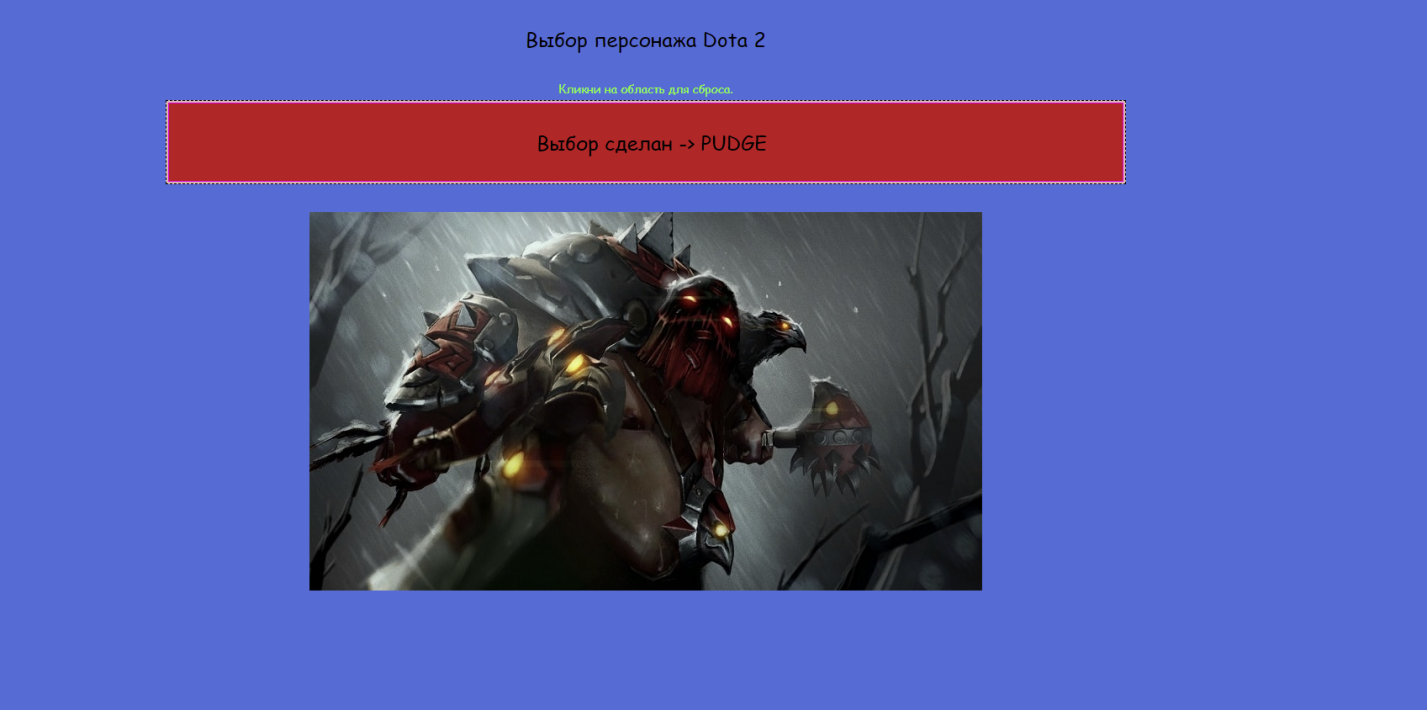 Выбор персонажа Dota 2
Кликни на область для сброса.
Выбор сделан -> PUDGE